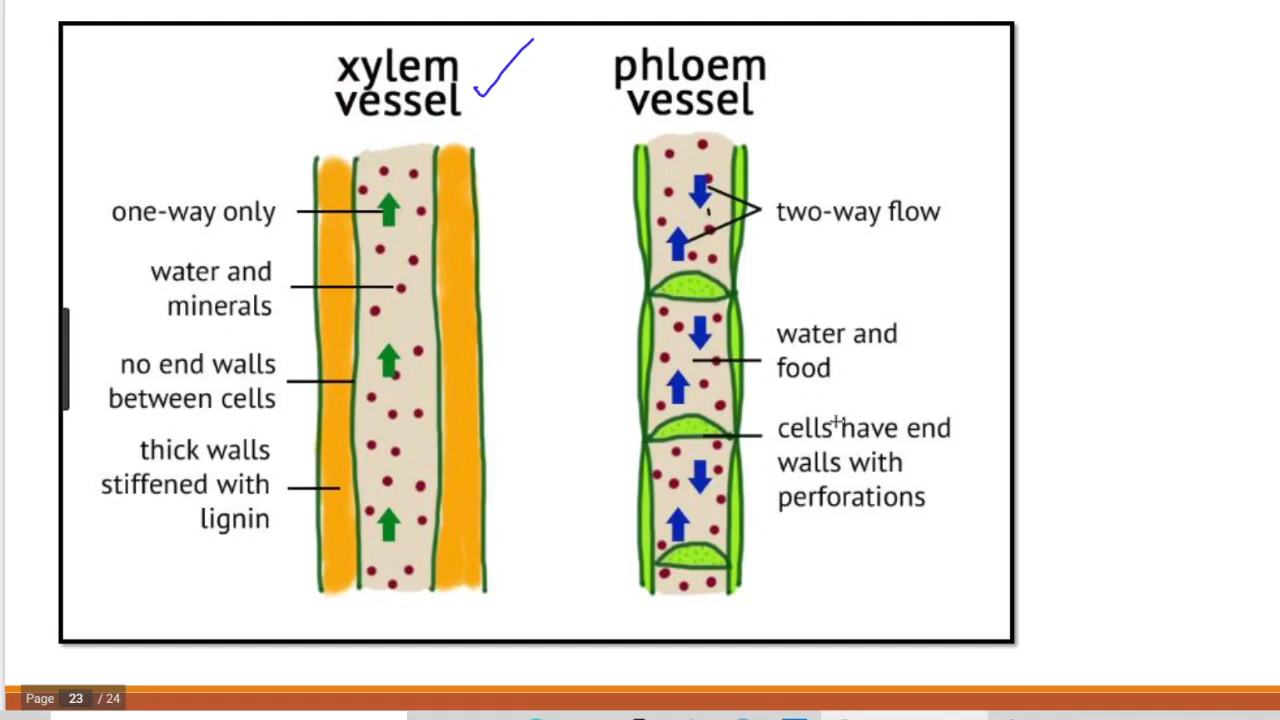 xylem
vessel
phloem
vessel
one-way only
water and
minerals
no end walls
between cells
thick walls
stiffened with
lignin
two-way flow
water and
food
cells have end
walls with
perforations
Page 23 / 24